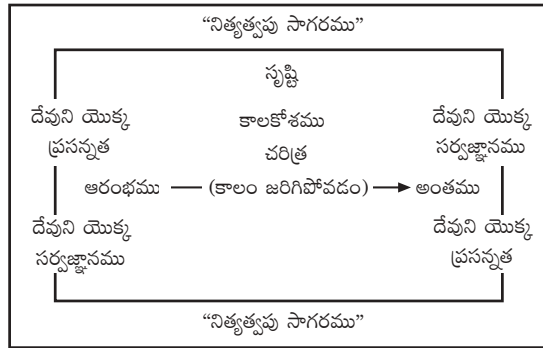 “నిత్యత్వపు సాగరము”
సృష్టి
దేవుని యొక్క
ప్రసన్నత
కాలకోశము
చరిత్ర
దేవుని యొక్క
సర్వజ్ఞానము
ఆరంభము (కాలం జరిగిపోవడం) అంతము
దేవుని యొక్క
సర్వజ్ఞానము
దేవుని యొక్క
ప్రసన్నత
“నిత్యత్వపు సాగరము”